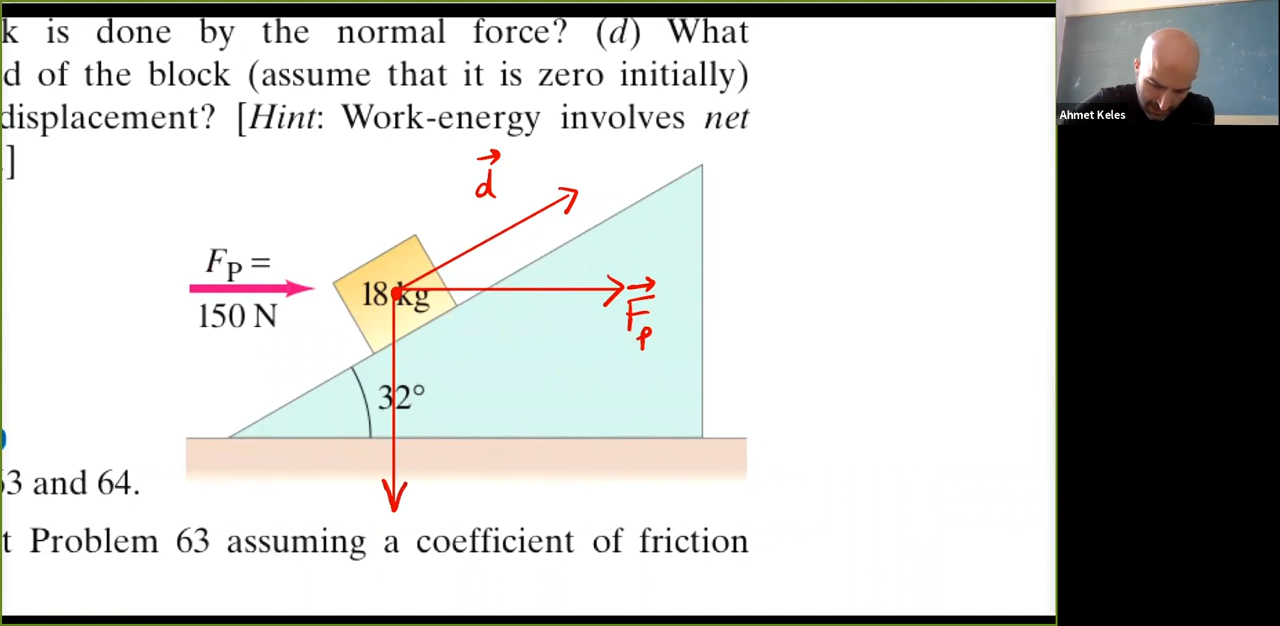 k is done by the normal force? (d) What
d of the block (assume that it is zero initially)
displacement? [Hint: Work-energy involves net
]
d
F_P =
150 N
18 kg
F_p
32°
3 and 64.
t Problem 63 assuming a coefficient of friction
Ahmet Keles